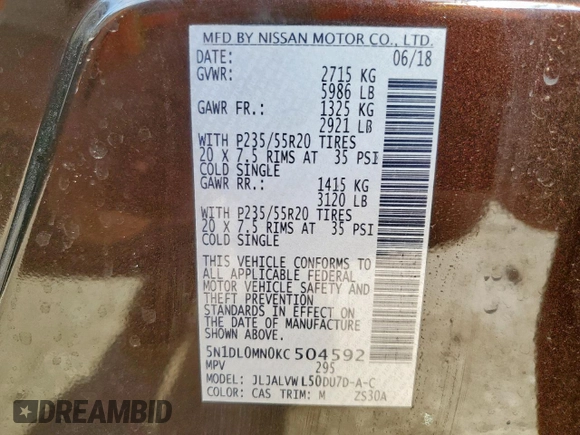 MFD BY NISSAN MOTOR CO., LTD.
DATE: 06/18
GVWR: 2715 KG
5986 LB
GAWR FR.: 1325 KG
2921 LB
WITH P235/55R20 TIRES
20 X 7.5 RIMS AT 35 PSI
COLD SINGLE
GAWR RR.: 1415 KG
3120 LB
WITH P235/55R20 TIRES
20 X 7.5 RIMS AT 35 PSI
COLD SINGLE
THIS VEHICLE CONFORMS TO
ALL APPLICABLE FEDERAL
MOTOR VEHICLE SAFETY AND
THEFT PREVENTION
STANDARDS IN EFFECT ON
THE DATE OF MANUFACTURE
SHOWN ABOVE.
5N1DL0MN0KC504592
MPV 295
MODEL: JLJALVWL50DU7D-A-C
COLOR: CAS TRIM: M ZS30A
DREAMBID